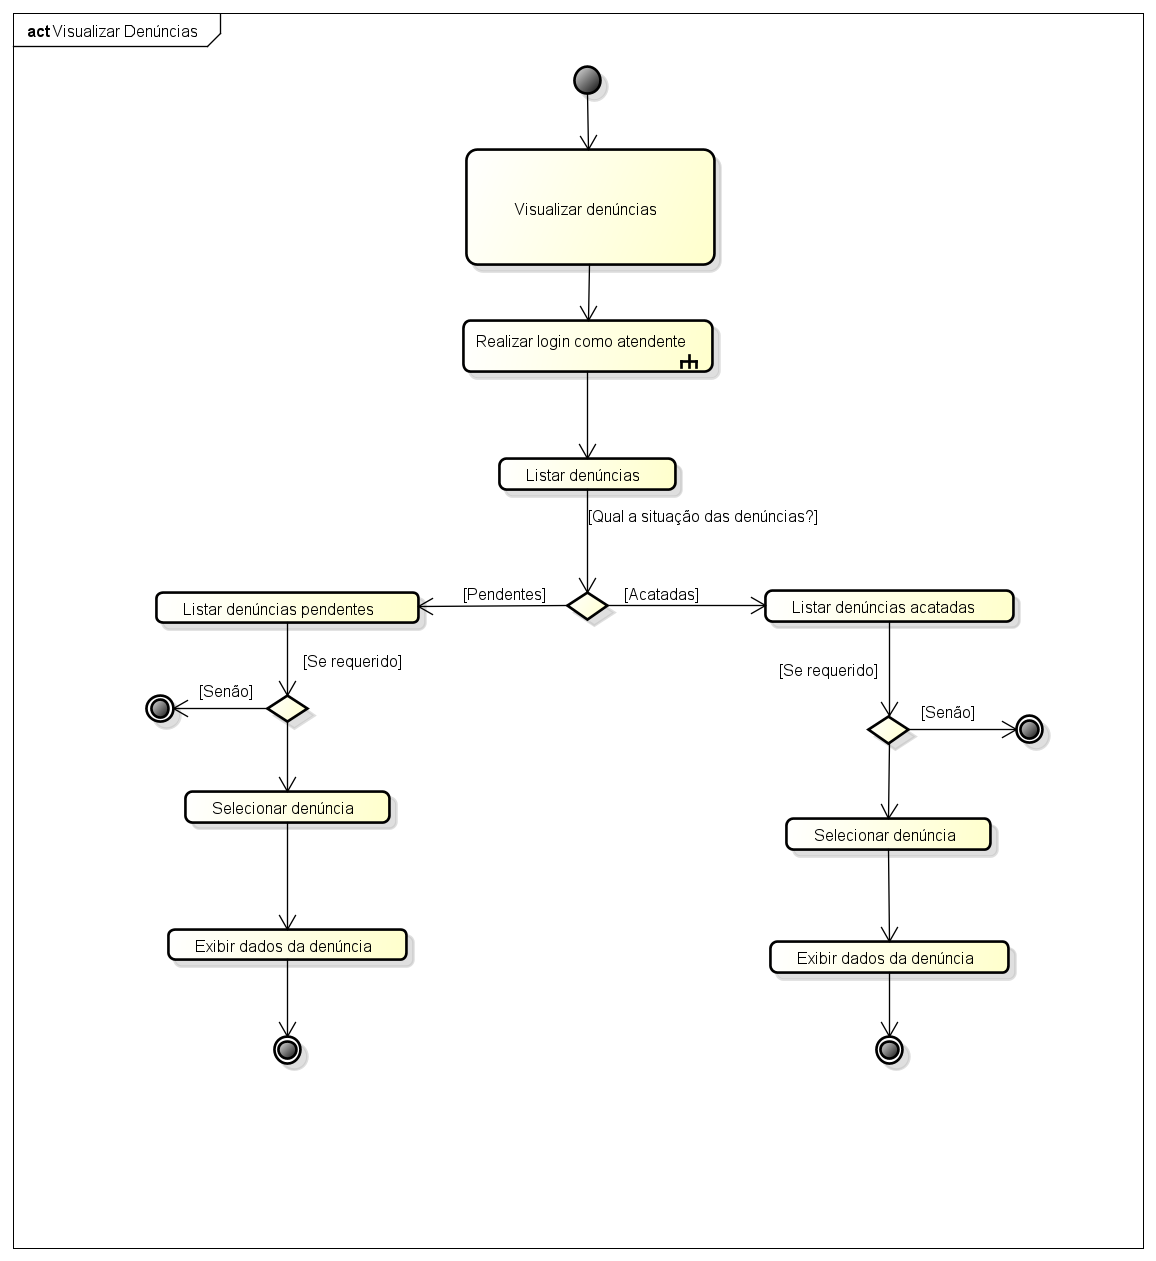 act Visualizar Denúncias
Visualizar denúncias
Realizar login como atendente
Listar denúncias
[Qual a situação das denúncias?]
[Pendentes]
[Acatadas]
Listar denúncias pendentes
Listar denúncias acatadas
[Se requerido]
[Se requerido]
[Senão]
[Senão]
Selecionar denúncia
Selecionar denúncia
Exibir dados da denúncia
Exibir dados da denúncia